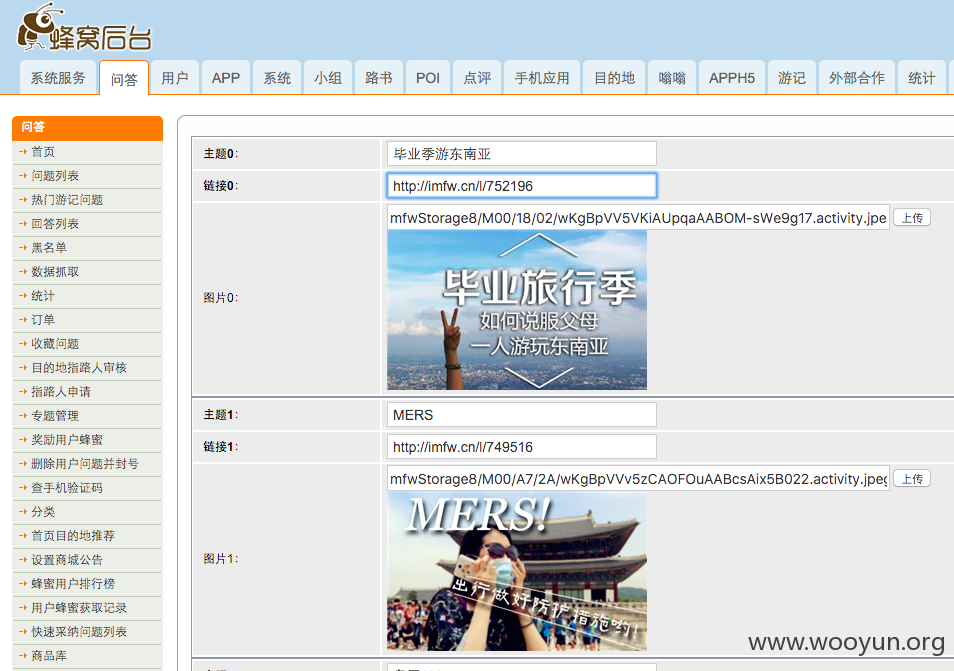 蜂窝后台
系统服务 问答 用户 APP 系统 小组 路书 POI 点评 手机应用 目的地 嗡嗡 APPH5 游记 外部合作 统计
问答
首页
问题列表
热门游记问题
回答列表
黑名单
数据抓取
统计
订单
收藏问题
目的地指路人审核
指路人申请
专题管理
奖励用户蜂蜜
删除用户问题并封号
查手机验证码
分类
首页目的地推荐
设置商城公告
蜂蜜用户排行榜
用户蜂蜜获取记录
快速采纳问题列表
商品库
主题0: 毕业季游东南亚
链接0: http://imfw.cn/l/752196
mfwStorage8/M00/18/02/wKgBpVV5VKiAUpqaAABOM-sWe9g17.activity.jpe 上传
图片0:
毕业旅行季
如何说服父母
一人游玩东南亚
主题1: MERS
链接1: http://imfw.cn/l/749516
mfwStorage8/M00/A7/2A/wKgBpVVv5zCAOFOuAABcsAix5B022.activity.jpeg 上传
图片1:
MERS!
出行做好防护措施哟!
www.wooyun.org